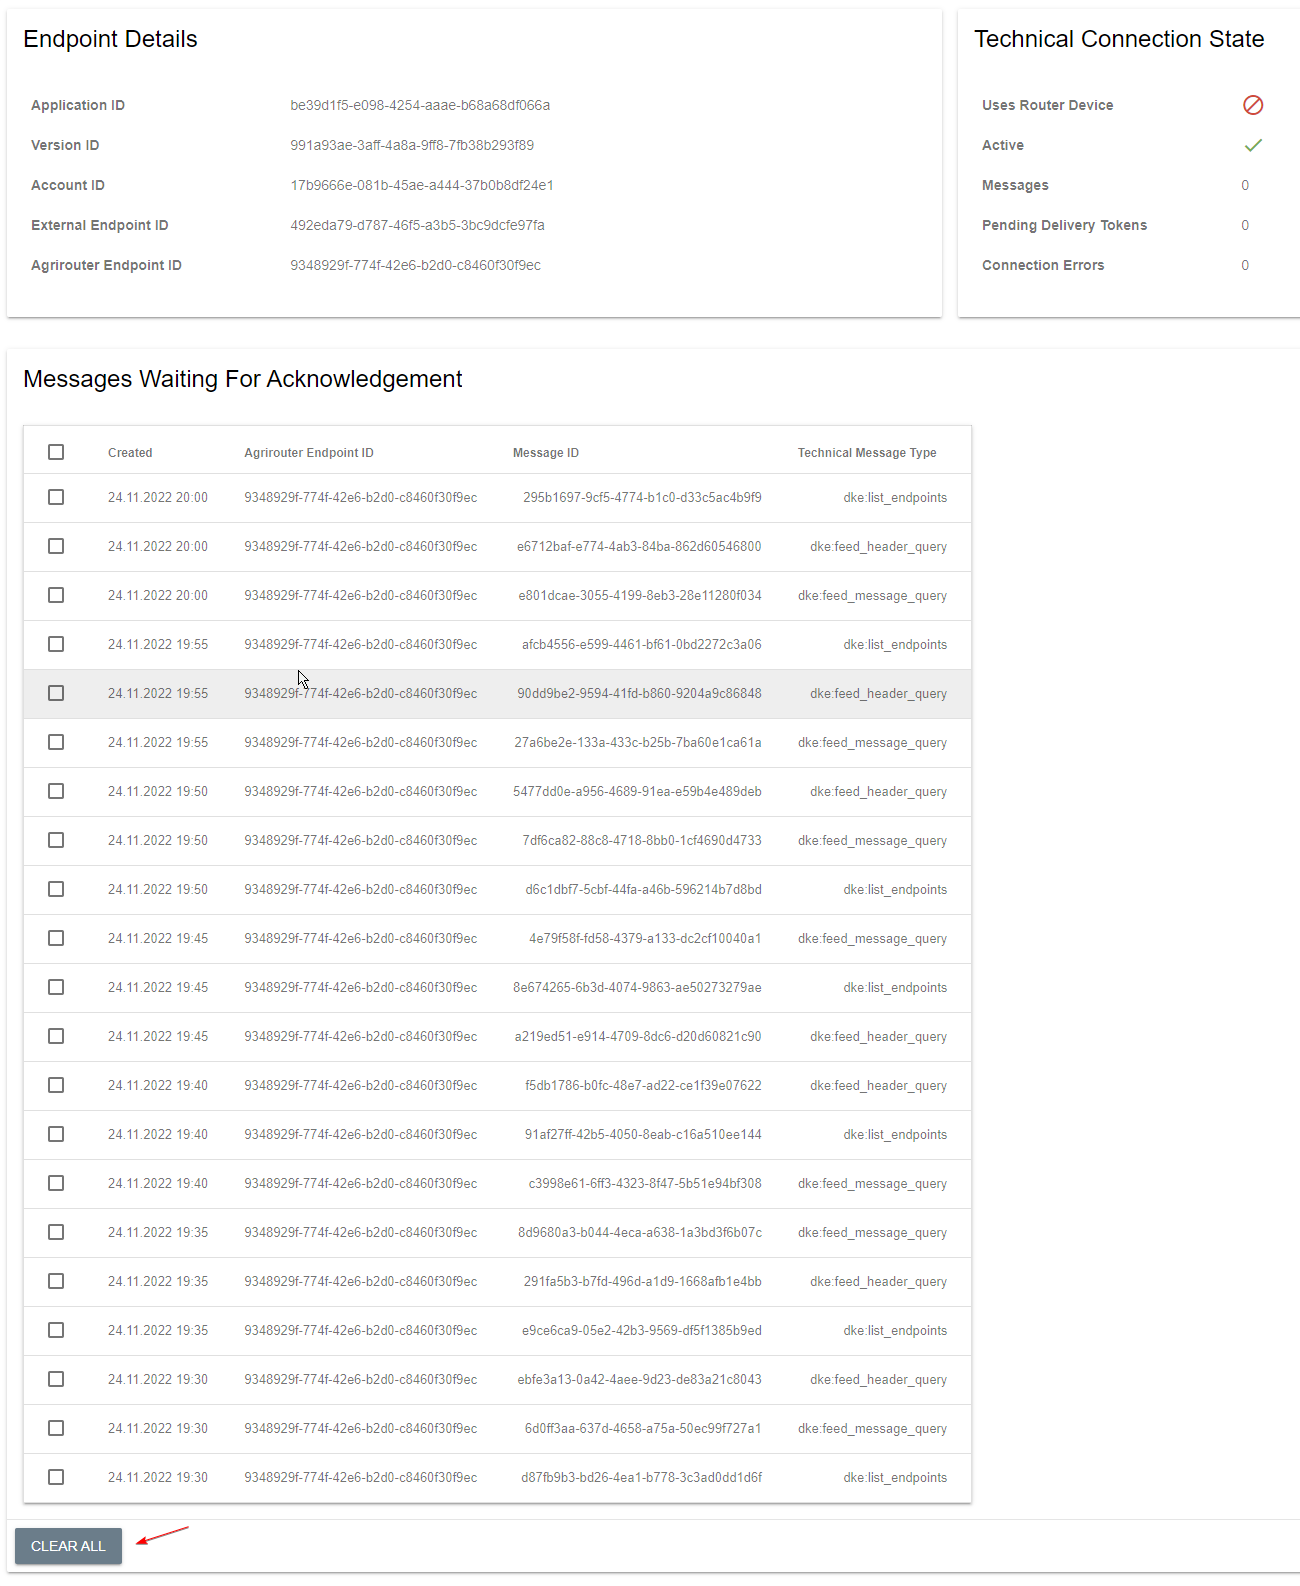 Endpoint Details
Application ID be39d1f5-e098-4254-aaae-b68a68df066a
Version ID 991a93ae-3aff-4a8a-9ff8-7fb38b293f89
Account ID 17b9666e-081b-45ae-a444-37b0b8df24e1
External Endpoint ID 492eda79-d787-46f5-a3b5-3bc9dcfe97fa
Agrirouter Endpoint ID 9348929f-774f-42e6-b2d0-c8460f30f9ec
Technical Connection State
Uses Router Device
Active
Messages 0
Pending Delivery Tokens 0
Connection Errors 0
Messages Waiting For Acknowledgement
Created Agrirouter Endpoint ID Message ID Technical Message Type
24.11.2022 20:00 9348929f-774f-42e6-b2d0-c8460f30f9ec 295b1697-9cf5-4774-b1c0-d33c5ac4b9f9 dke:list_endpoints
24.11.2022 20:00 9348929f-774f-42e6-b2d0-c8460f30f9ec e6712baf-e774-4ab3-84ba-862d60546800 dke:feed_header_query
24.11.2022 20:00 9348929f-774f-42e6-b2d0-c8460f30f9ec e801dcae-3055-4199-8eb3-28e11280f034 dke:feed_message_query
24.11.2022 19:55 9348929f-774f-42e6-b2d0-c8460f30f9ec afcb4556-e599-4461-bf61-0bd2272c3a06 dke:list_endpoints
24.11.2022 19:55 9348929f-774f-42e6-b2d0-c8460f30f9ec 90dd9be2-9594-41fd-b860-9204a9c86848 dke:feed_header_query
24.11.2022 19:55 9348929f-774f-42e6-b2d0-c8460f30f9ec 27a6be2e-133a-433c-b25b-7ba60e1ca61a dke:feed_message_query
24.11.2022 19:50 9348929f-774f-42e6-b2d0-c8460f30f9ec 5477dd0e-a956-4689-91ea-e59b4e489deb dke:feed_header_query
24.11.2022 19:50 9348929f-774f-42e6-b2d0-c8460f30f9ec 7df6ca82-88c8-4718-8bb0-1cf4690d4733 dke:feed_message_query
24.11.2022 19:50 9348929f-774f-42e6-b2d0-c8460f30f9ec d6c1dbf7-5cbf-44fa-a46b-596214b7d8bd dke:list_endpoints
24.11.2022 19:45 9348929f-774f-42e6-b2d0-c8460f30f9ec 4e79f58f-fd58-4379-a133-dc2cf10040a1 dke:feed_message_query
24.11.2022 19:45 9348929f-774f-42e6-b2d0-c8460f30f9ec 8e674265-6b3d-4074-9863-ae50273279ae dke:list_endpoints
24.11.2022 19:45 9348929f-774f-42e6-b2d0-c8460f30f9ec a219ed51-e914-4709-8dc6-d20d60821c90 dke:feed_header_query
24.11.2022 19:40 9348929f-774f-42e6-b2d0-c8460f30f9ec f5db1786-b0fc-48e7-ad22-ce1f39e07622 dke:feed_header_query
24.11.2022 19:40 9348929f-774f-42e6-b2d0-c8460f30f9ec 91af27ff-42b5-4050-8eab-c16a510ee144 dke:list_endpoints
24.11.2022 19:40 9348929f-774f-42e6-b2d0-c8460f30f9ec c3998e61-6ff3-4323-8f47-5b51e94bf308 dke:feed_message_query
24.11.2022 19:35 9348929f-774f-42e6-b2d0-c8460f30f9ec 8d9680a3-b044-4eca-a638-1a3bd3f6b07c dke:feed_message_query
24.11.2022 19:35 9348929f-774f-42e6-b2d0-c8460f30f9ec 291fa5b3-b7fd-496d-a1d9-1668afb1e4bb dke:feed_header_query
24.11.2022 19:35 9348929f-774f-42e6-b2d0-c8460f30f9ec e9ce6ca9-05e2-42b3-9569-df5f1385b9ed dke:list_endpoints
24.11.2022 19:30 9348929f-774f-42e6-b2d0-c8460f30f9ec ebfe3a13-0a42-4aee-9d23-de83a21c8043 dke:feed_header_query
24.11.2022 19:30 9348929f-774f-42e6-b2d0-c8460f30f9ec 6d0ff3aa-637d-4658-a75a-50ec99f727a1 dke:feed_message_query
24.11.2022 19:30 9348929f-774f-42e6-b2d0-c8460f30f9ec d87fb9b3-bd26-4ea1-b778-3c3ad0dd1d6f dke:list_endpoints
CLEAR ALL